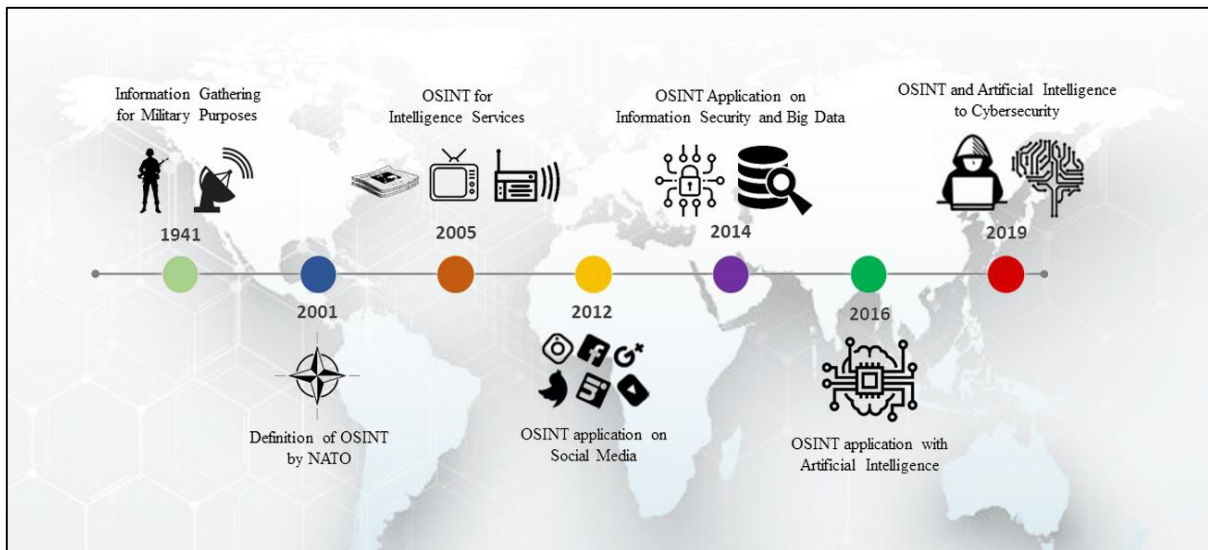 Information Gathering
for Military Purposes
1941
2001
Definition of OSINT
by NATO
OSINT for
Intelligence Services
2005
2012
OSINT application on
Social Media
OSINT Application on
Information Security and Big Data
2014
2016
OSINT application with
Artificial Intelligence
OSINT and Artificial Intelligence
to Cybersecurity
2019